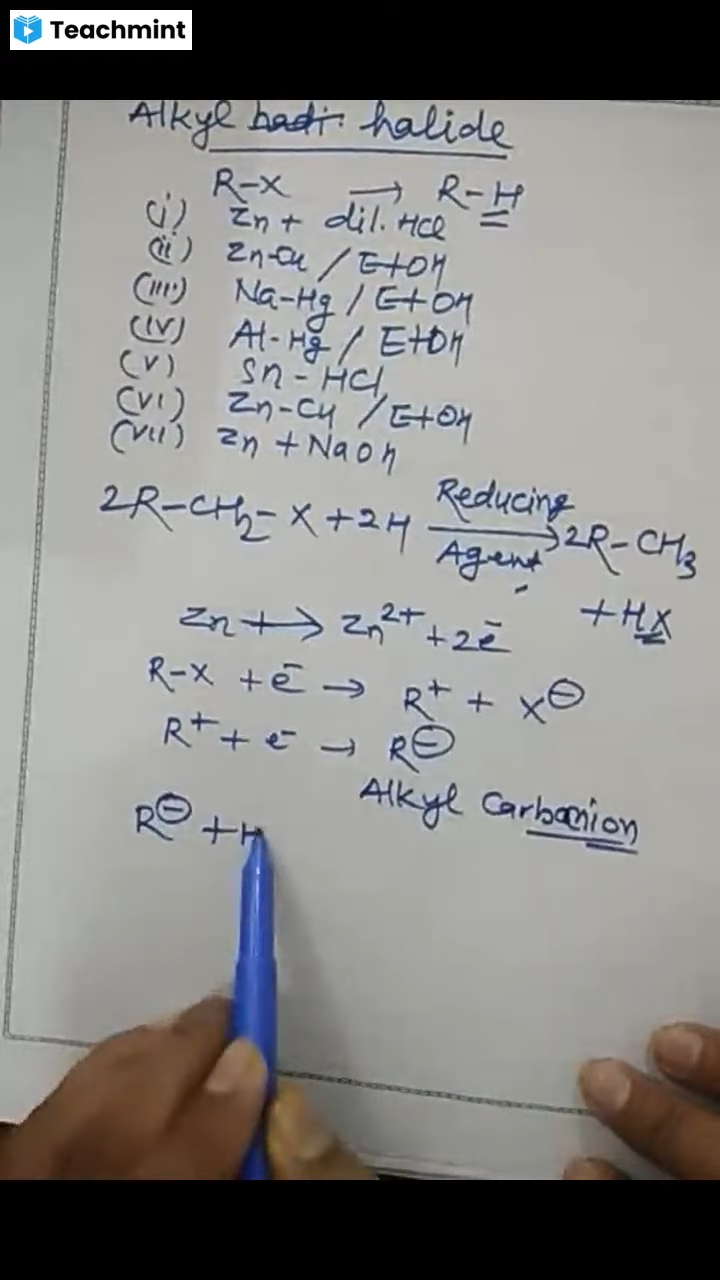 Teachmint
Alkyl halide
R-X → R-H
(i) Zn + dil. HCl
(ii) Zn-Cu / EtOH
(iii) Na-Hg / EtOH
(iv) Al-Hg / EtOH
(v) Sn - HCl
(vi) Zn-Cu / EtOH
(vii) Zn + NaOH
2R-CH₂-X + 2H Reducing Agent → 2R-CH₃
+ HX
Zn → Zn²⁺ + 2e⁻
R-X + e⁻ → R⁺ + X⊖
R⁺ + e⁻ → R⊖
Alkyl Carbanion
R⊖ + H